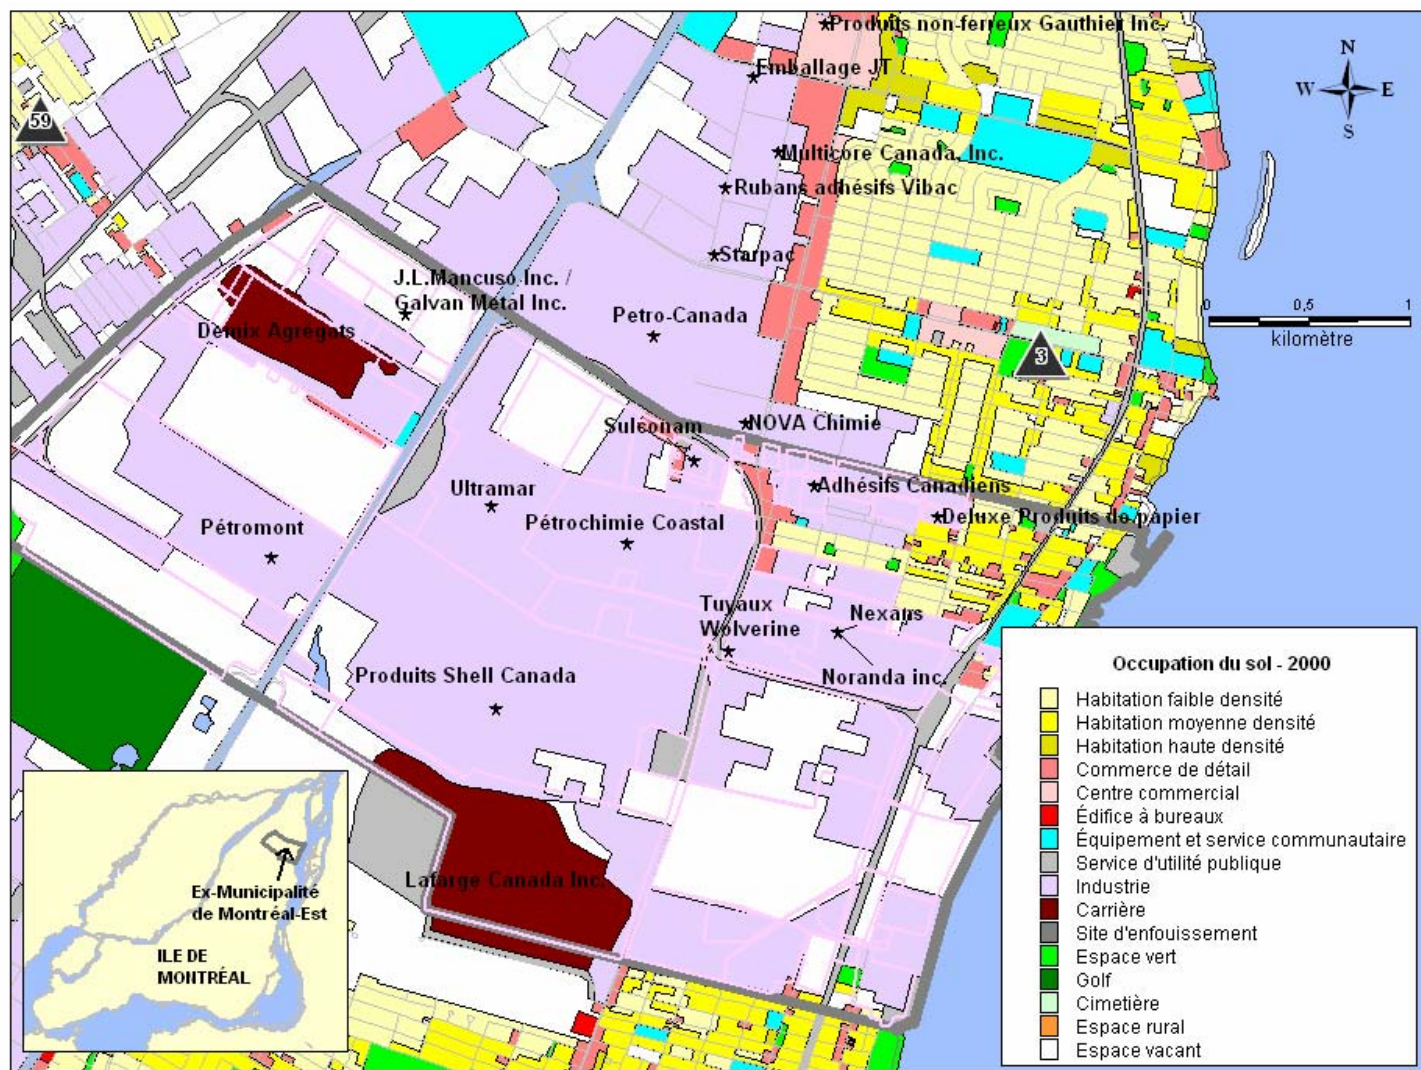 Produits non-ferreux Gauthier Inc.
Emballage JT
N
W
E
S
59
Multicore Canada, Inc.
Rubans adhésifs Vibac
Starpac
J.L.Mancuso Inc. /
Galvan Métal Inc.
Petro-Canada
0
0,5
1
kilomètre
Demix Agrégats
3
NOVA Chimie
Sulconam
Ultramar
Adhésifs Canadiens
Pétrochimie Coastal
Deluxe Produits de papier
Pétromont
Tuyaux
Wolverine
Nexans
Noranda inc.
Produits Shell Canada
Lafarge Canada Inc.
Ex-Municipalité
de Montréal-Est
ILE DE
MONTRÉAL
Occupation du sol - 2000
Habitation faible densité
Habitation moyenne densité
Habitation haute densité
Commerce de détail
Centre commercial
Édifice à bureaux
Équipement et service communautaire
Service d'utilité publique
Industrie
Carrière
Site d'enfouissement
Espace vert
Golf
Cimetière
Espace rural
Espace vacant